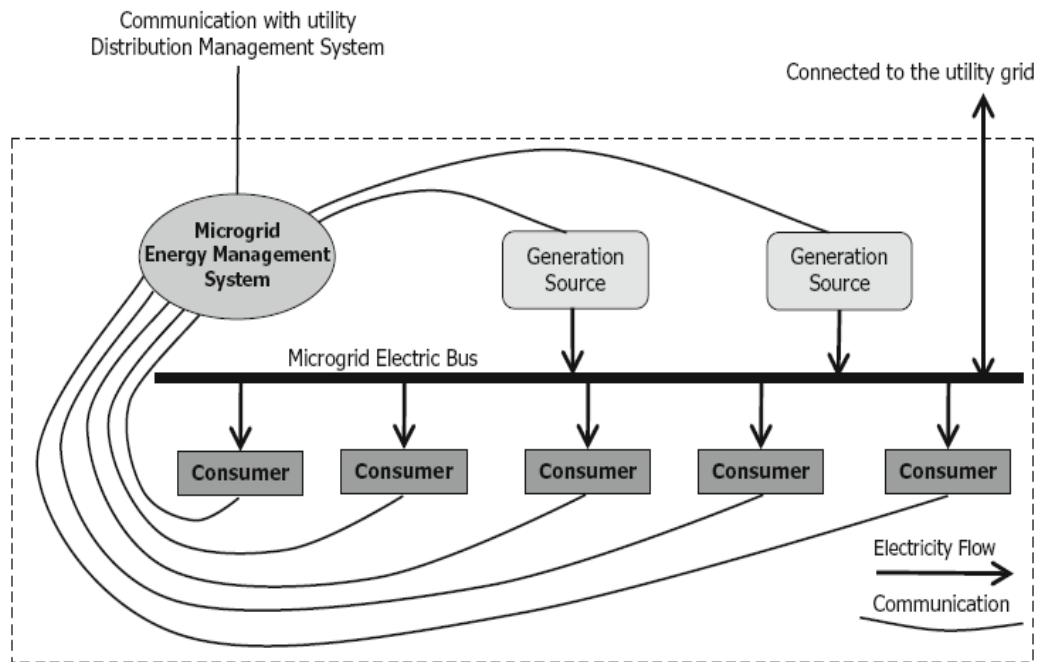 Communication with utility
Distribution Management System
Connected to the utility grid
Microgrid
Energy Management
System
Generation
Source
Generation
Source
Microgrid Electric Bus
Consumer
Consumer
Consumer
Consumer
Consumer
Electricity Flow
Communication